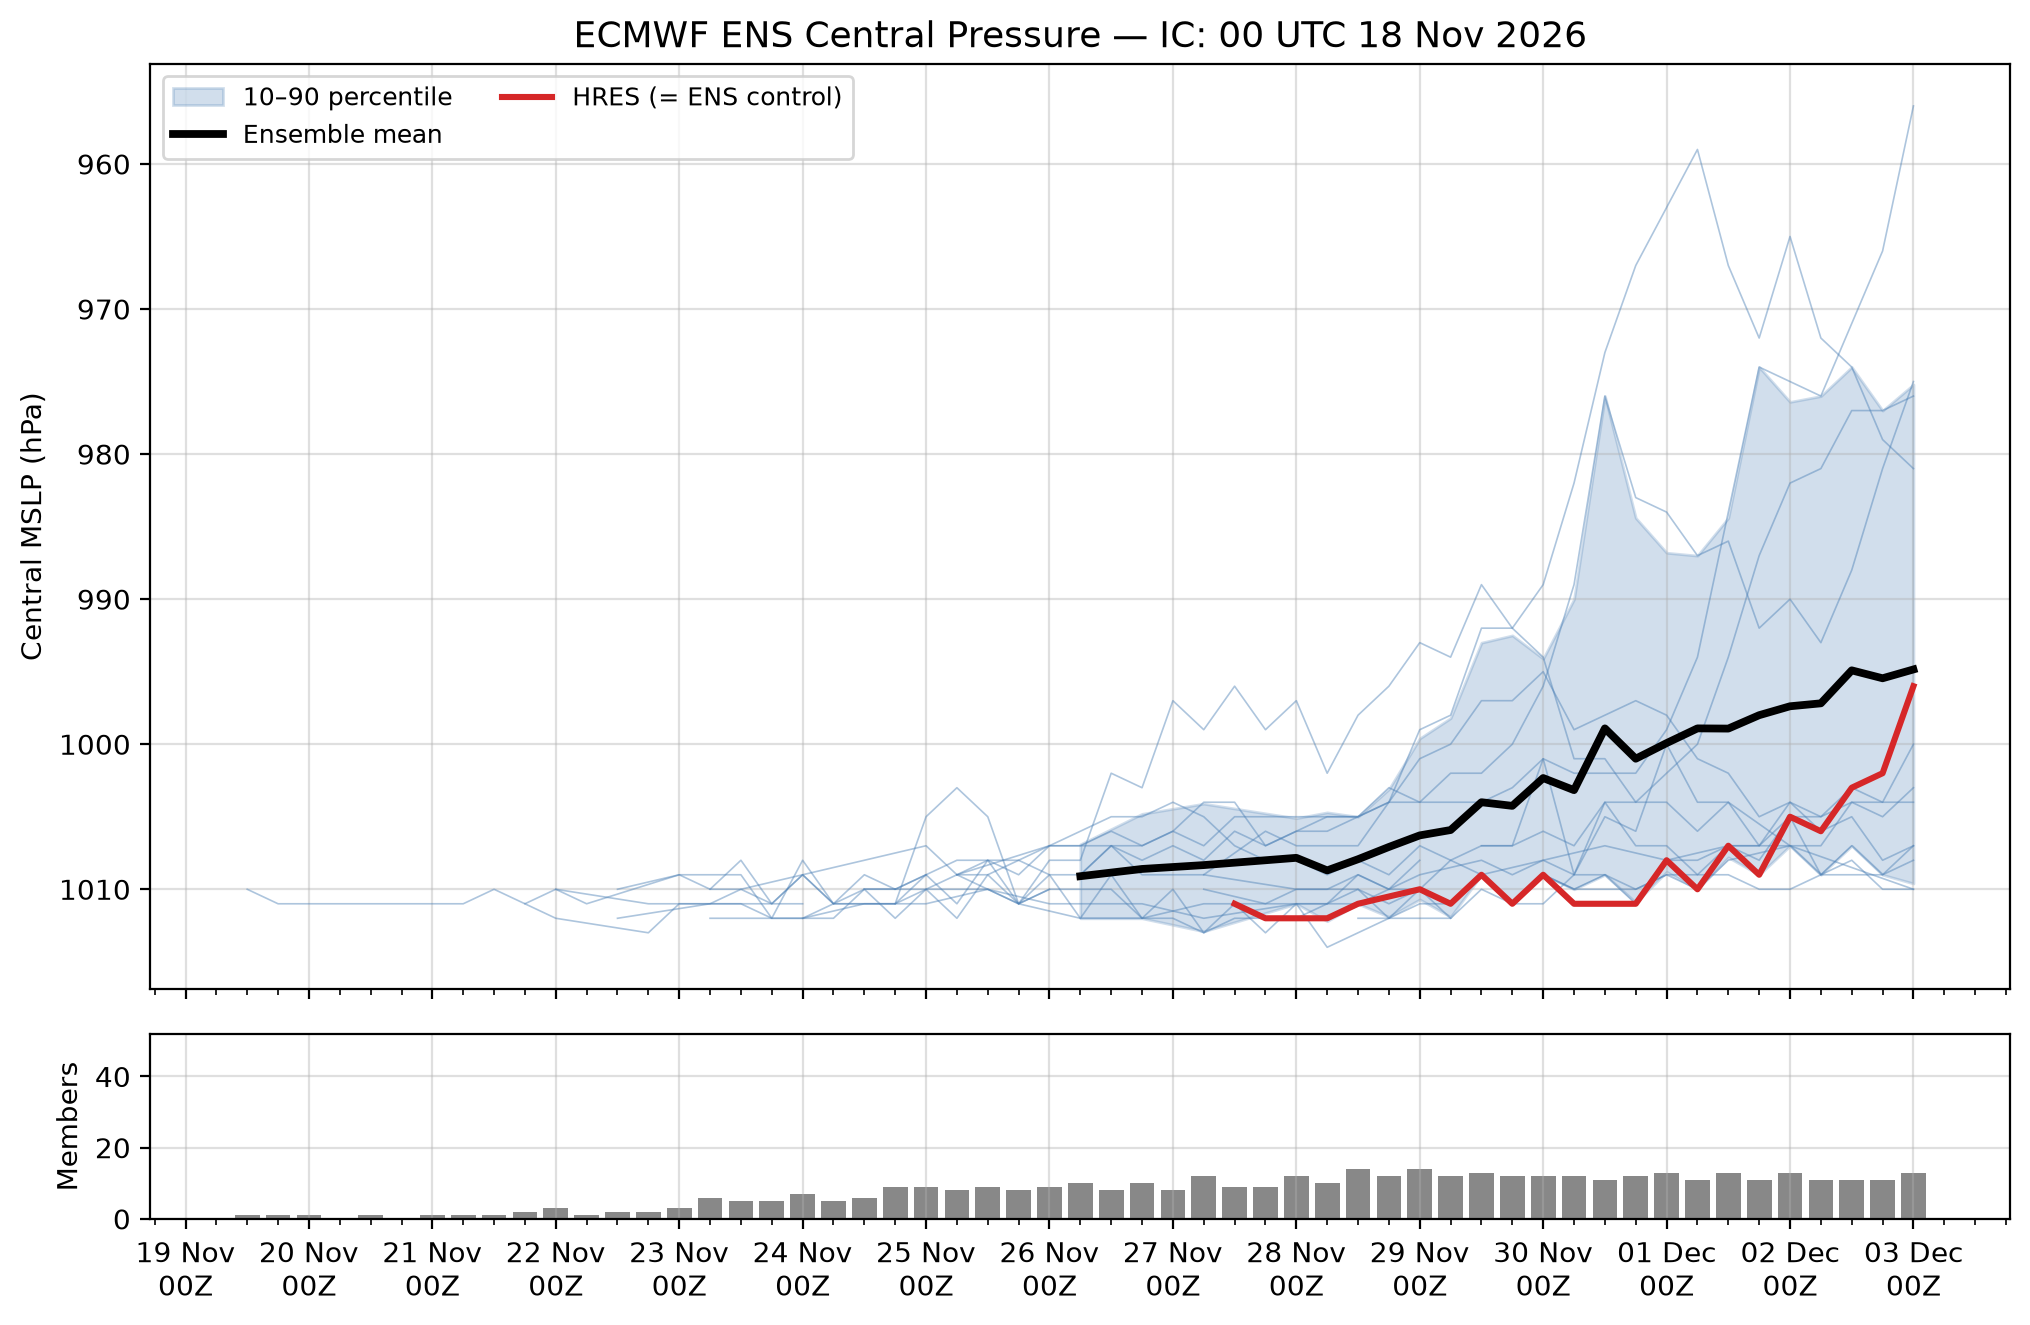 ECMWF ENS Central Pressure — IC: 00 UTC 18 Nov 2026
10–90 percentile
Ensemble mean
HRES (= ENS control)
Central MSLP (hPa)
960
970
980
990
1000
1010
Members
40
20
0
19 Nov 20 Nov 21 Nov 22 Nov 23 Nov 24 Nov 25 Nov 26 Nov 27 Nov 28 Nov 29 Nov 30 Nov 01 Dec 02 Dec 03 Dec
00Z 00Z 00Z 00Z 00Z 00Z 00Z 00Z 00Z 00Z 00Z 00Z 00Z 00Z 00Z